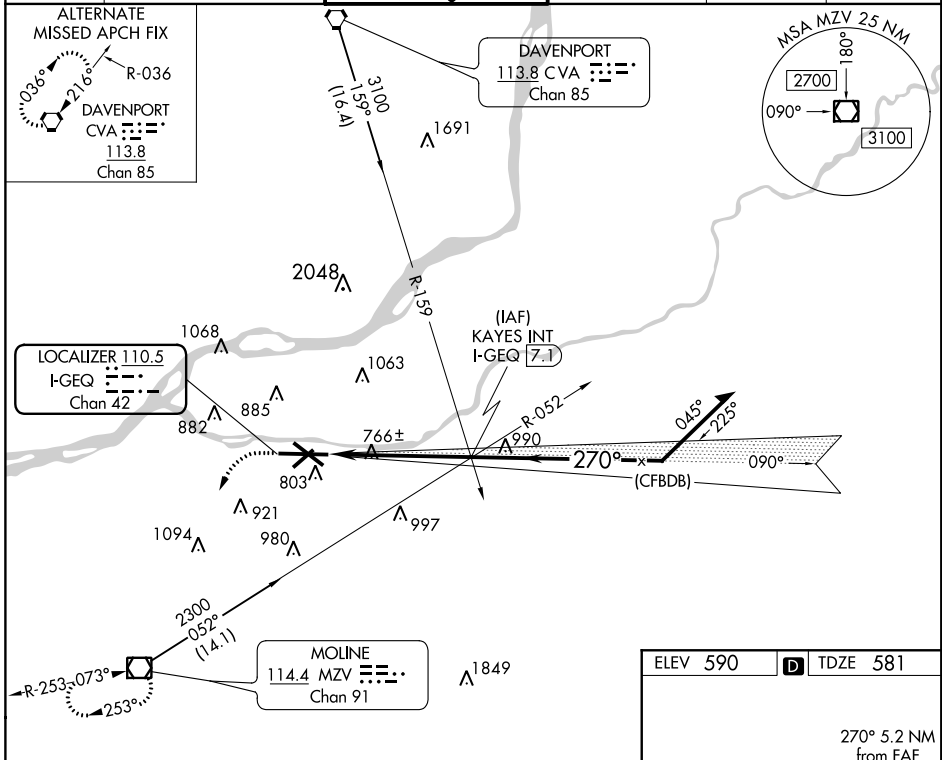 ALTERNATE
MISSED APCH FIX
R-036
036°
216°
DAVENPORT
CVA
113.8
Chan 85
DAVENPORT
113.8 CVA
Chan 85
3100
159°
(16.4)
MSA MZV 25 NM
180°
2700
090°
3100
1691
2048
R-159
(IAF)
KAYES INT
I-GEQ 7.1
1068
LOCALIZER 110.5
I-GEQ
Chan 42
1063
885
882
R-052
045°
225°
766±
990
270°
090°
(CFBDB)
803
921
997
1094
980
2300
052°
(14.1)
MOLINE
114.4 MZV
Chan 91
R-253
073°
253°
1849
ELEV 590
D
TDZE 581
270° 5.2 NM
from FAF